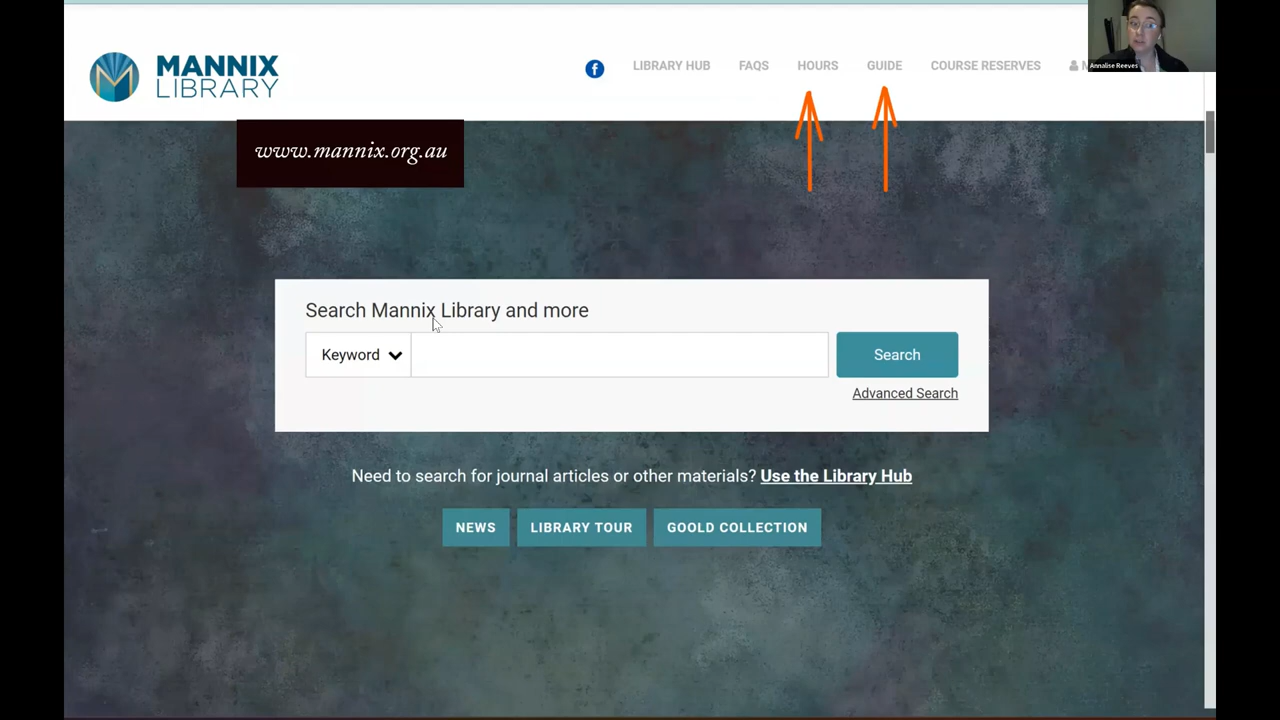 MANNIX
LIBRARY
LIBRARY HUB FAQS HOURS GUIDE COURSE RESERVES
Annalise Reeves
www.mannix.org.au
Search Mannix Library and more
Keyword
Search
Advanced Search
Need to search for journal articles or other materials? Use the Library Hub
NEWS LIBRARY TOUR GOOLD COLLECTION